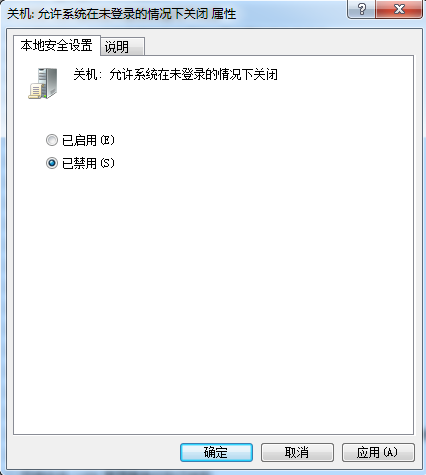 关机: 允许系统在未登录的情况下关闭 属性
本地安全设置 说明
关机: 允许系统在未登录的情况下关闭
已启用(E)
已禁用(S)
确定 取消 应用(A)